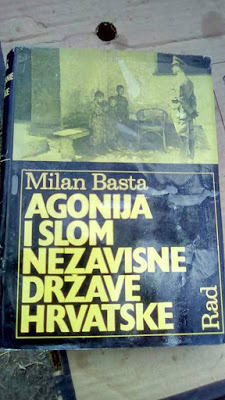 Milan Basta
AGONIJA
I SLOM
NEZAVISNE
DRŽAVE
HRVATSKE
Rad